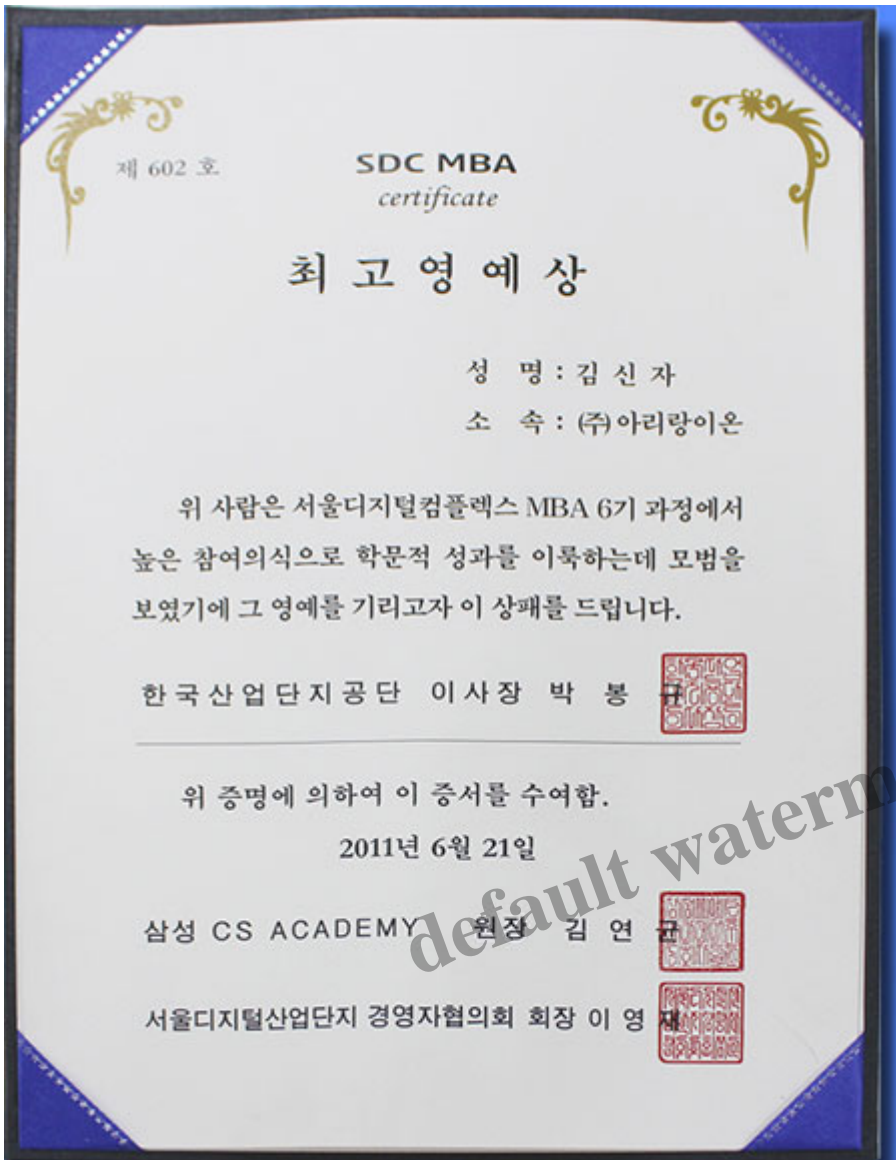 제 602 호
SDC MBA
certificate
최고영예상
성 명 : 김 신 자
소 속 : (주)아리랑이온
위 사람은 서울디지털컴플렉스 MBA 6기 과정에서
높은 참여의식으로 학문적 성과를 이룩하는데 모범을
보였기에 그 영예를 기리고자 이 상패를 드립니다.
한국산업단지공단 이사장 박 봉 규
위 증명에 의하여 이 증서를 수여함.
2011년 6월 21일
삼성 CS ACADEMY 원장 김 연 균
서울디지털산업단지 경영자협의회 회장 이 영 재
default waterm